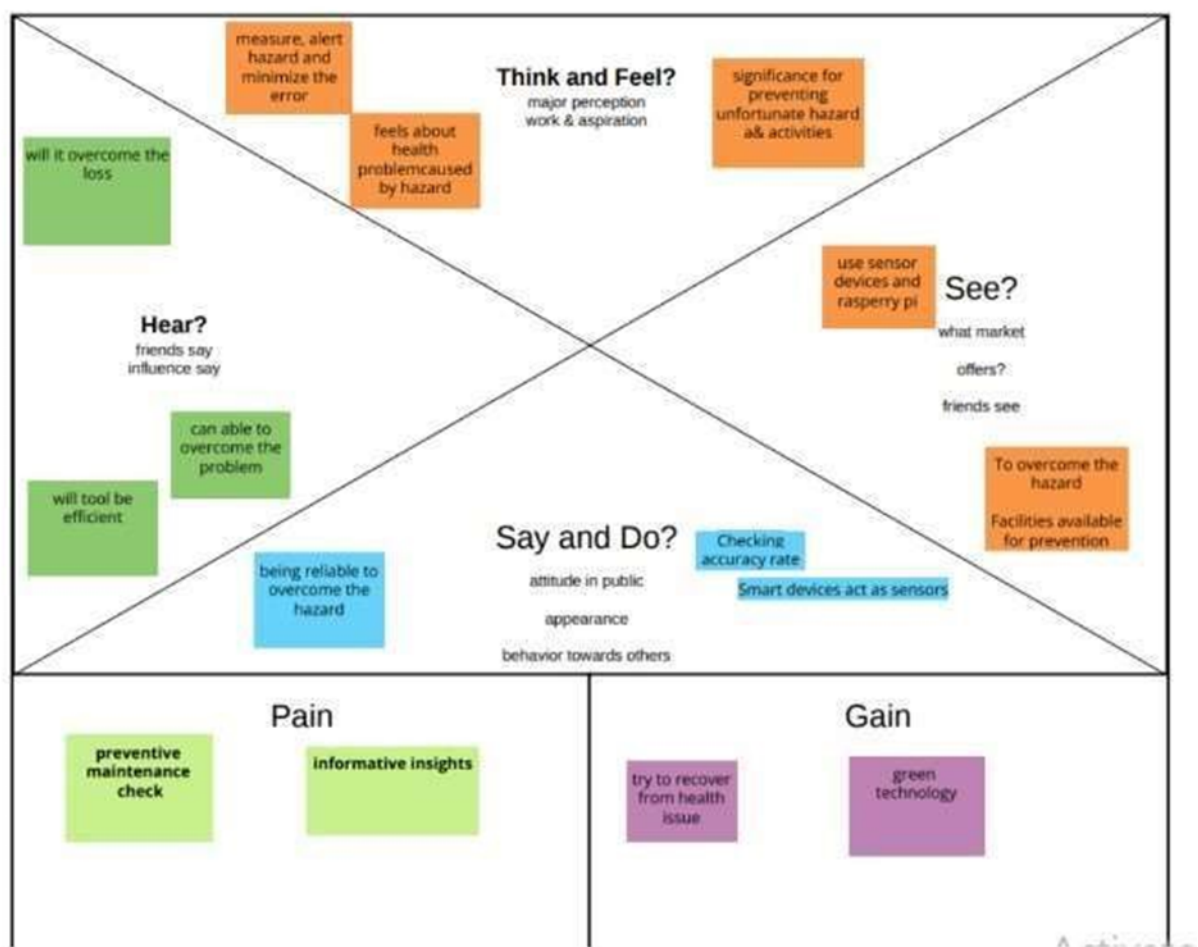 measure, alert
hazard and
minimize the
error
feels about
health
problemcaused
by hazard
Think and Feel?
major perception
work & aspiration
significance for
preventing
unfortunate hazard
a& activities
will it overcome the
loss
Hear?
friends say
influence say
can able to
overcome the
problem
will tool be
efficient
use sensor
devices and
rasperry pi
See?
what market
offers?
friends see
To overcome the
hazard
Facilities available
for prevention
Say and Do?
attitude in public
appearance
behavior towards others
being reliable to
overcome the
hazard
Checking
accuracy rate
Smart devices act as sensors
Pain
preventive
maintenance
check
informative insights
Gain
try to recover
from health
issue
green
technology